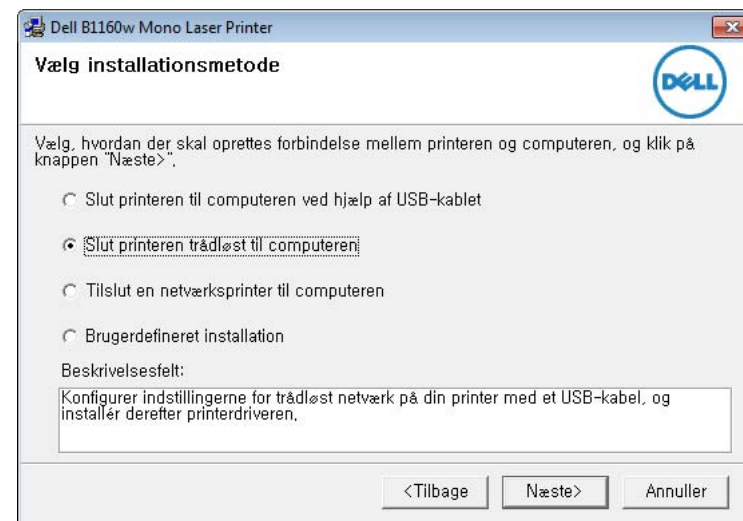 Dell B1160w Mono Laser Printer
Vælg installationsmetode
DELL
Vælg, hvordan der skal oprettes forbindelse mellem printeren og computeren, og klik på
knappen "Næste>",
Slut printeren til computeren ved hjælp af USB-kablet
Slut printeren trådløst til computeren
Tilslut en netværksprinter til computeren
Brugerdefineret installation
Beskrivelsesfelt:
Konfigurer indstillingerne for trådløst netværk på din printer med et USB-kabel, og
installér derefter printerdriveren,
<Tilbage
Næste>
Annuller